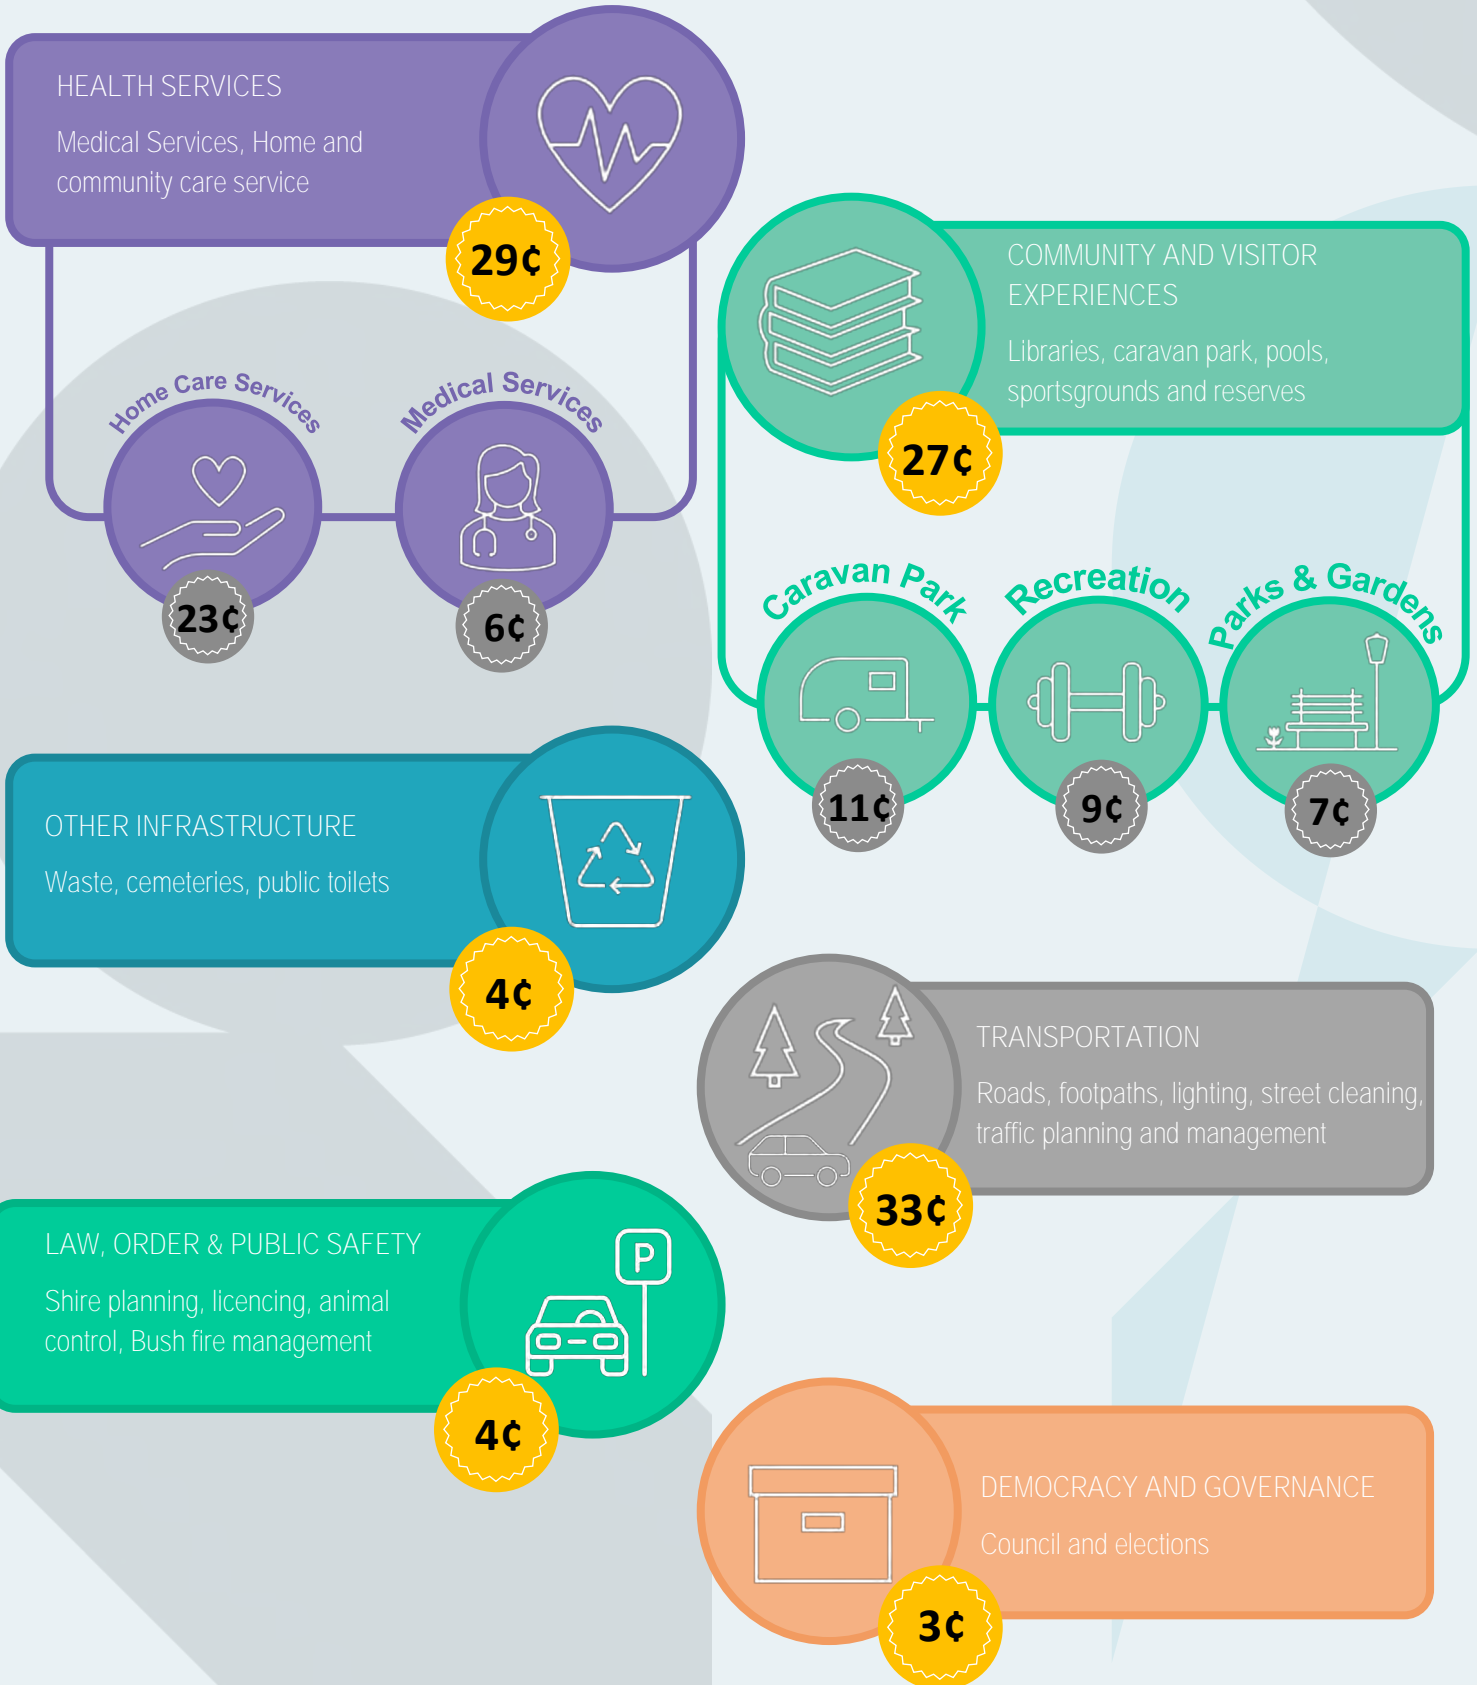 HEALTH SERVICES
Medical Services, Home and
community care service
29¢
Home Care Services
23¢
Medical Services
6¢
COMMUNITY AND VISITOR
EXPERIENCES
Libraries, caravan park, pools,
sportsgrounds and reserves
27¢
Caravan Park
11¢
Recreation
9¢
Parks & Gardens
7¢
OTHER INFRASTRUCTURE
Waste, cemeteries, public toilets
4¢
TRANSPORTATION
Roads, footpaths, lighting, street cleaning,
traffic planning and management
33¢
LAW, ORDER & PUBLIC SAFETY
Shire planning, licencing, animal
control, Bush fire management
P
4¢
DEMOCRACY AND GOVERNANCE
Council and elections
3¢